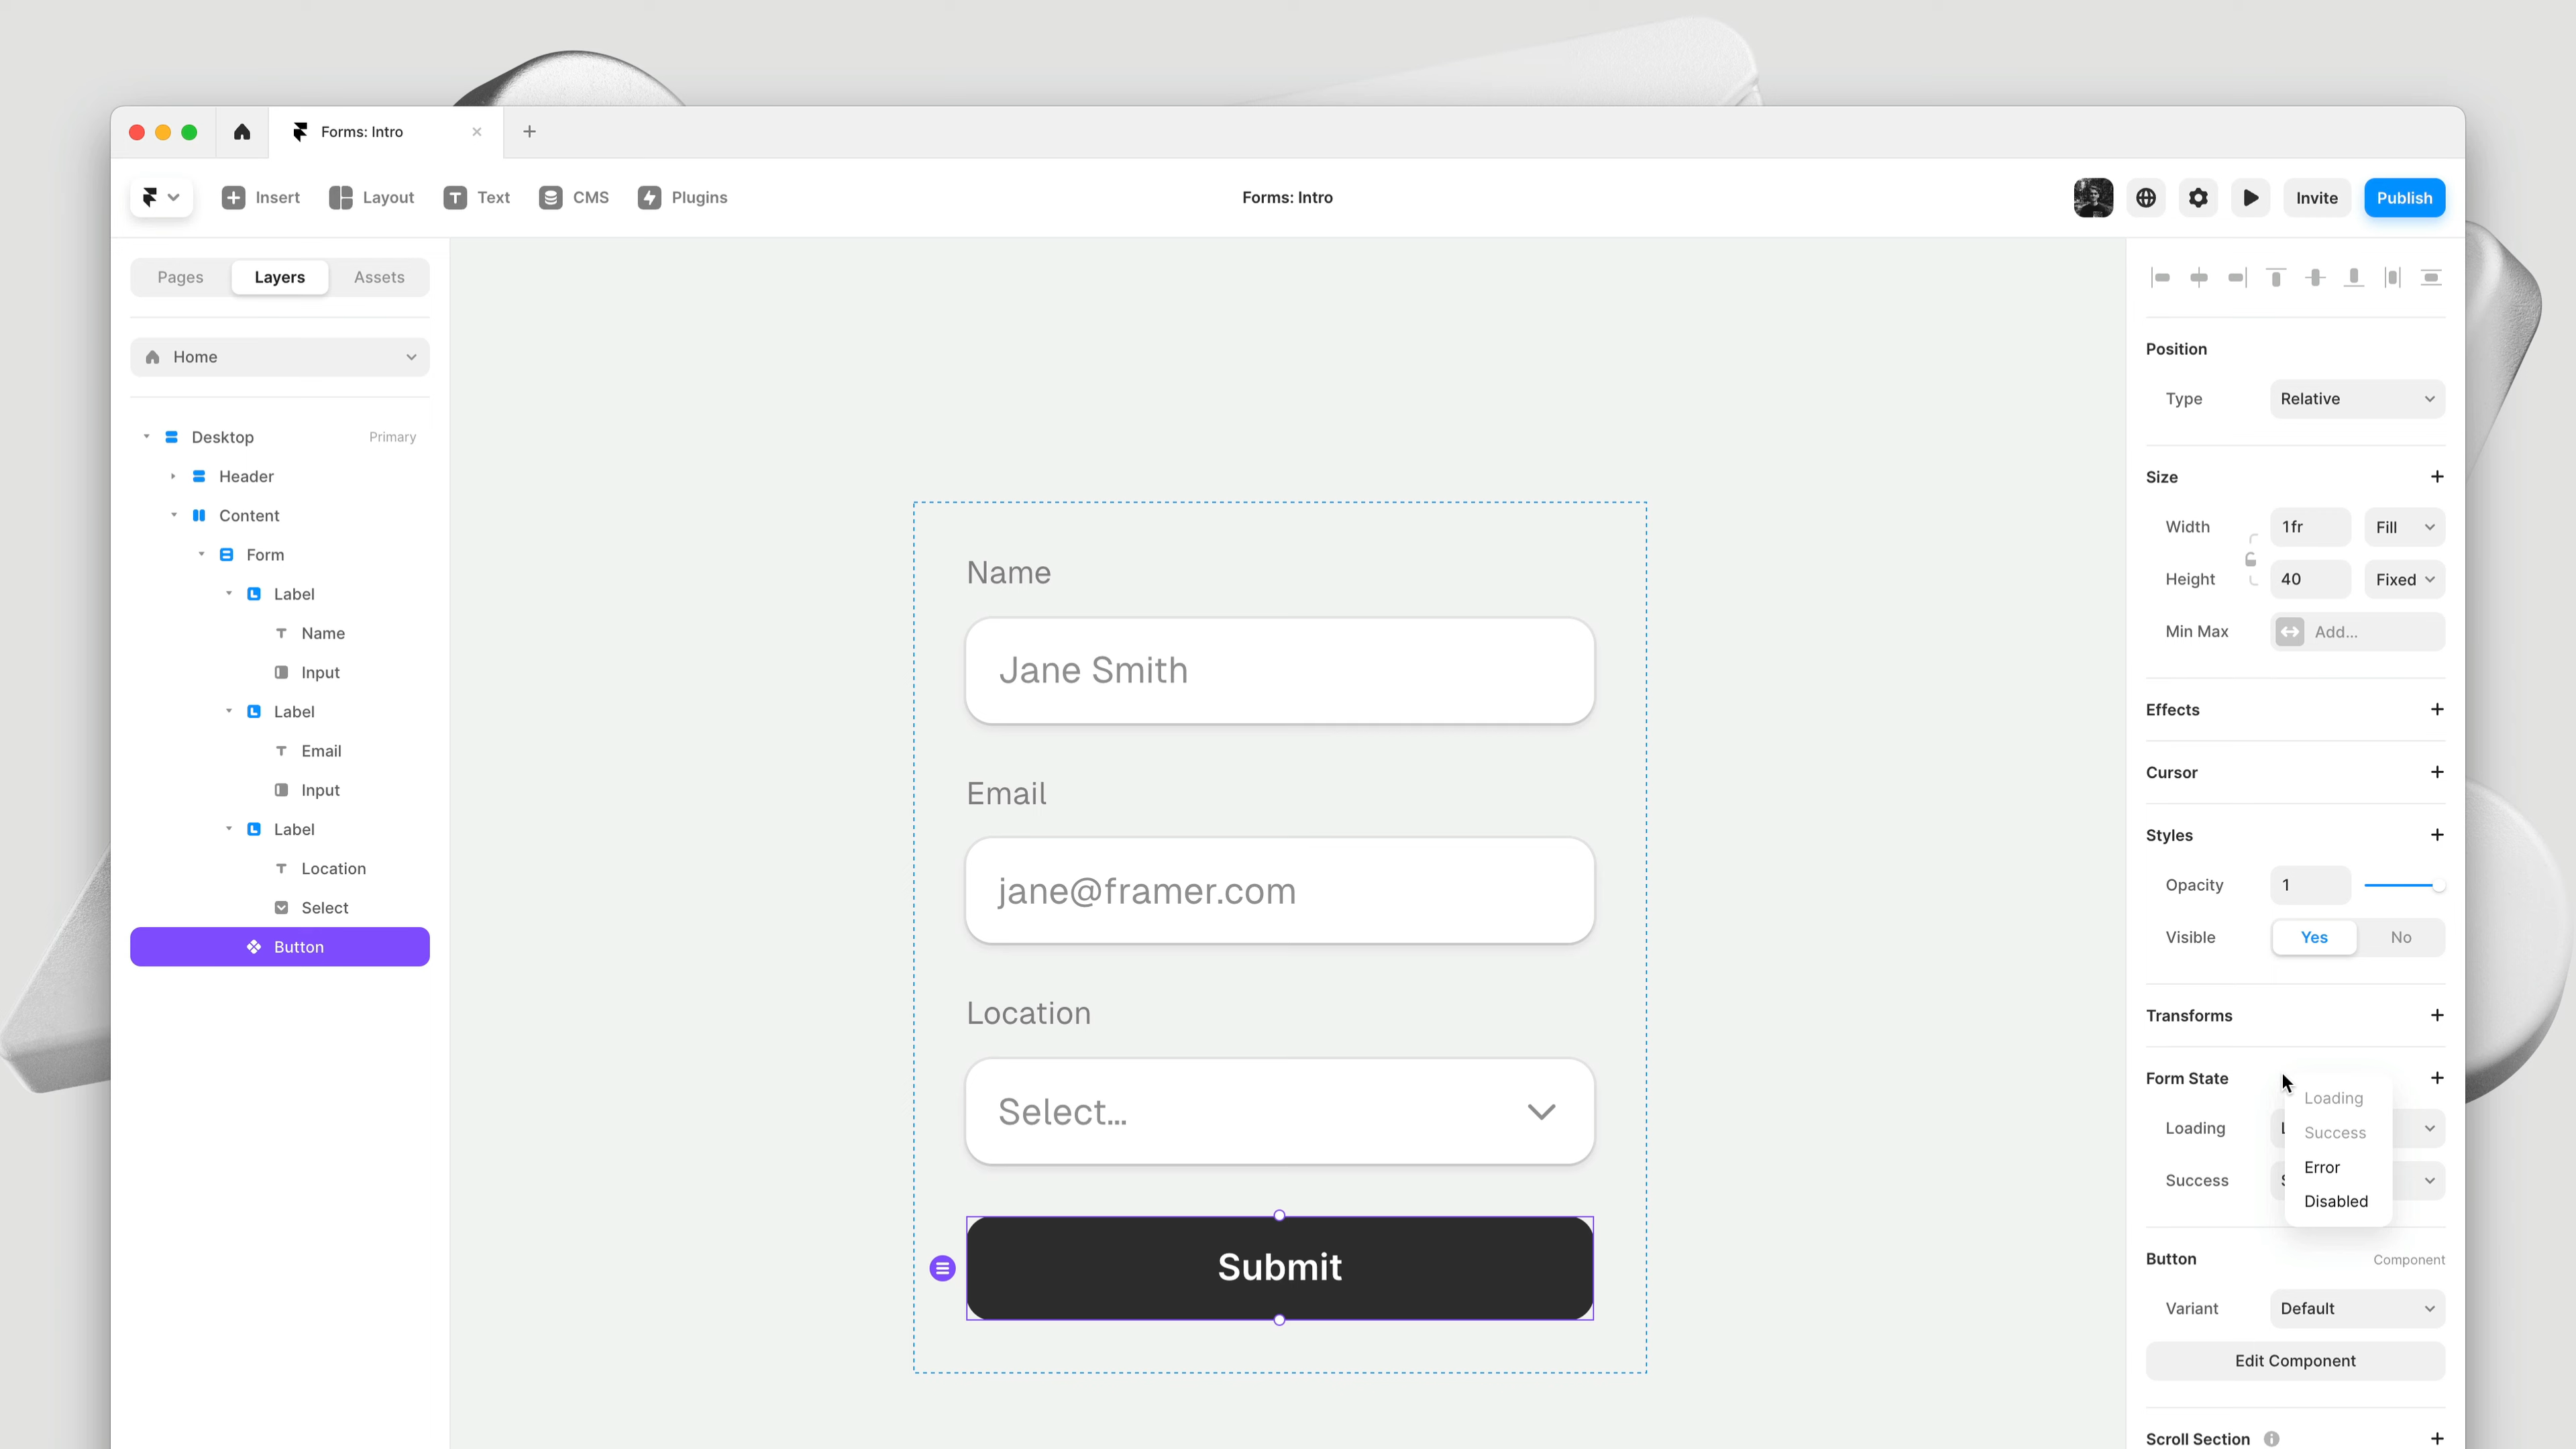 Forms: Intro
Insert
Layout
Text
CMS
Plugins
Forms: Intro
Invite
Publish
Pages
Layers
Assets
Home
Desktop
Primary
Header
Content
Form
Label
Name
Input
Label
Email
Input
Label
Location
Select
Button
Name
Jane Smith
Email
jane@framer.com
Location
Select...
Submit
Position
Type
Relative
Size
Width
1fr
Fill
Height
40
Fixed
Min Max
Add...
Effects
Cursor
Styles
Opacity
1
Visible
Yes
No
Transforms
Form State
Loading
Success
Loading
Success
Error
Disabled
Button
Component
Variant
Default
Edit Component
Scroll Section